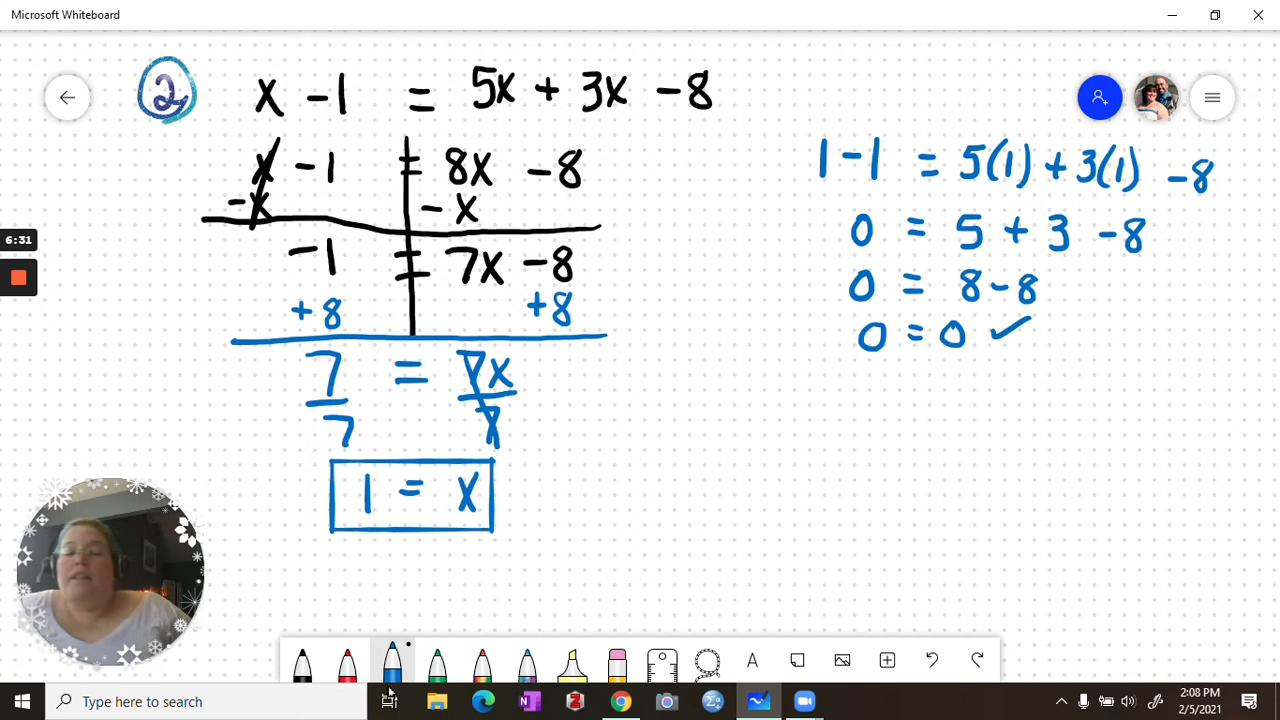 Microsoft Whiteboard
2 x - 1 = 5x + 3x - 8
x - 1 = 8x - 8
- x - x
- 1 = 7x - 8
+ 8 + 8
7 = 7x
7 7
1 = x
1 - 1 = 5(1) + 3(1) - 8
0 = 5 + 3 - 8
0 = 8 - 8
0 = 0 ✓
6:31
A
Type here to search
2:08 PM
2/5/2021